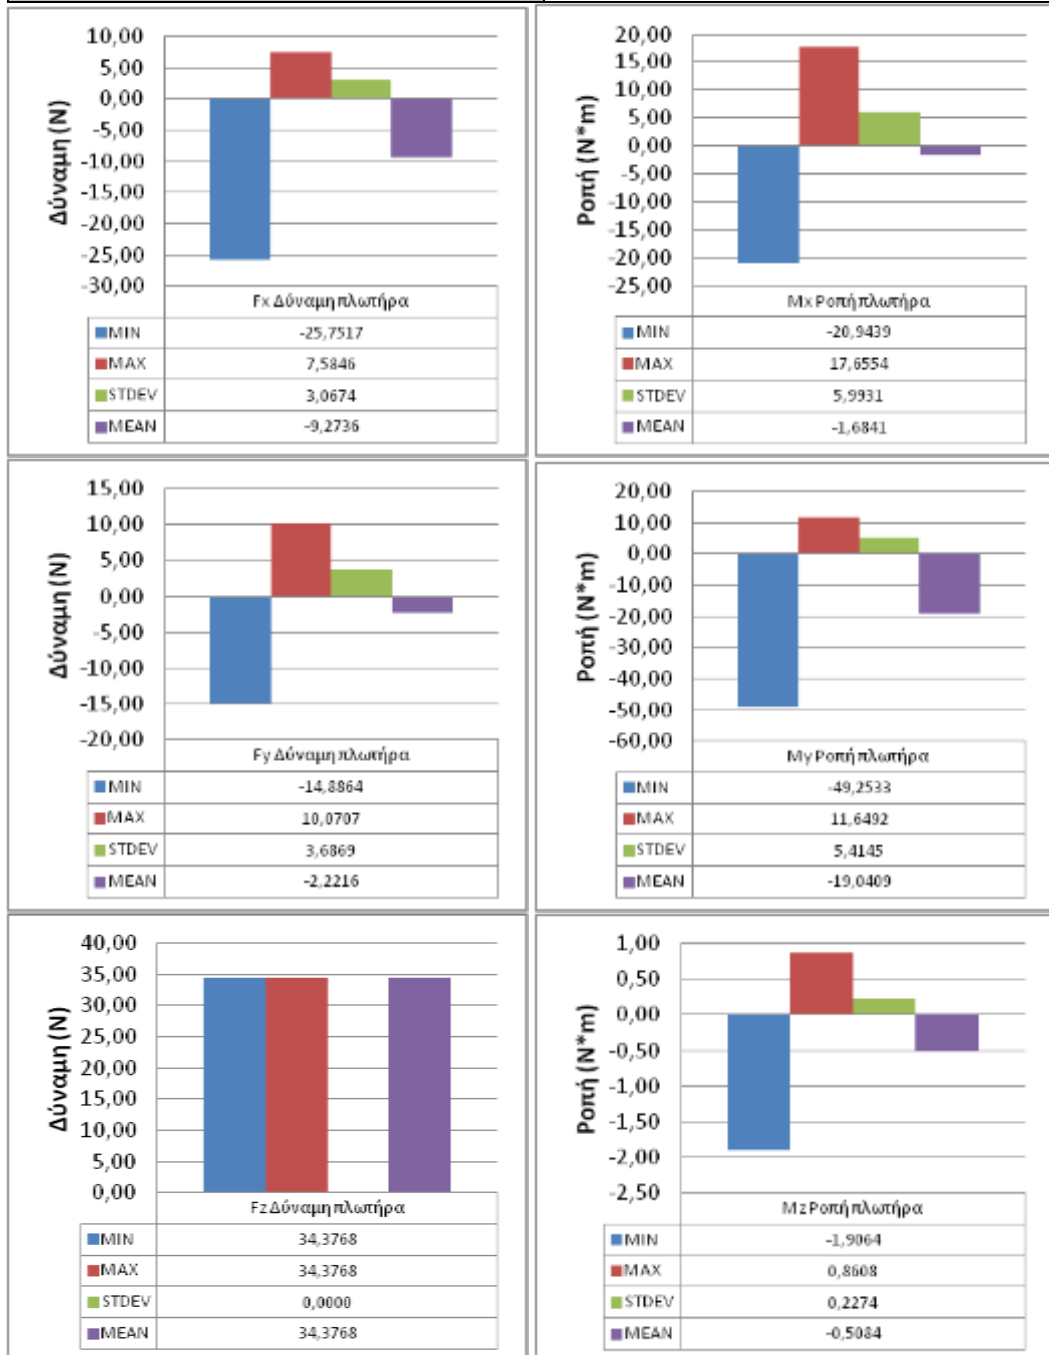 10,00
5,00
0,00
-5,00
-10,00
-15,00
-20,00
-25,00
-30,00
Δύναμη (N)
Fx Δύναμη πλωτήρα
MIN -25,7517
MAX 7,5846
STDEV 3,0674
MEAN -9,2736
20,00
15,00
10,00
5,00
0,00
-5,00
-10,00
-15,00
-20,00
-25,00
Ροπή (N*m)
Mx Ροπή πλωτήρα
MIN -20,9439
MAX 17,6554
STDEV 5,9931
MEAN -1,6841
15,00
10,00
5,00
0,00
-5,00
-10,00
-15,00
-20,00
Δύναμη (N)
Fy Δύναμη πλωτήρα
MIN -14,8864
MAX 10,0707
STDEV 3,6869
MEAN -2,2216
20,00
10,00
0,00
-10,00
-20,00
-30,00
-40,00
-50,00
-60,00
Ροπή (N*m)
My Ροπή πλωτήρα
MIN -49,2533
MAX 11,6492
STDEV 5,4145
MEAN -19,0409
40,00
35,00
30,00
25,00
20,00
15,00
10,00
5,00
0,00
Δύναμη (N)
Fz Δύναμη πλωτήρα
MIN 34,3768
MAX 34,3768
STDEV 0,0000
MEAN 34,3768
1,00
0,50
0,00
-0,50
-1,00
-1,50
-2,00
-2,50
Ροπή (N*m)
Mz Ροπή πλωτήρα
MIN -1,9064
MAX 0,8608
STDEV 0,2274
MEAN -0,5084